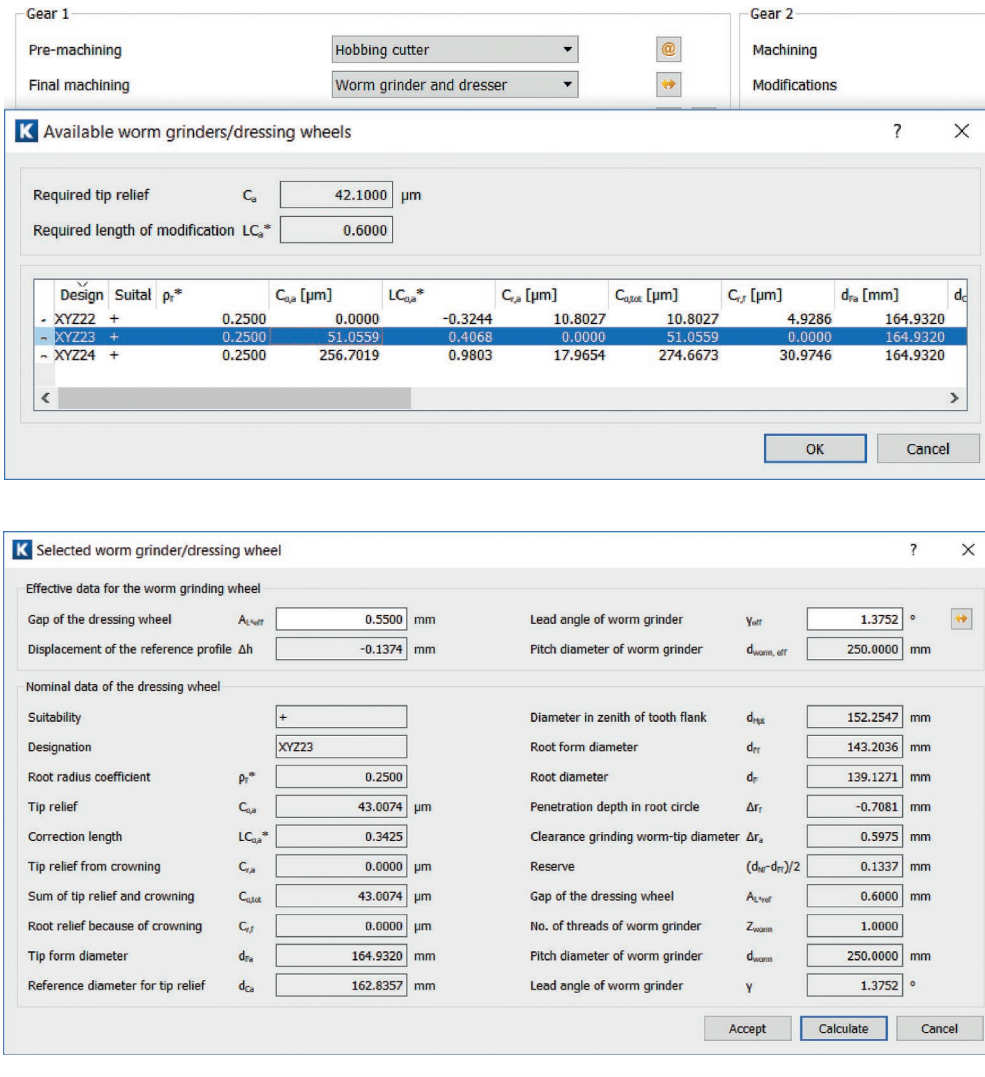 Gear 1 Gear 2
Pre-machining Hobbing cutter @ Machining
Final machining Worm grinder and dresser Modifications
K Available worm grinders/dressing wheels ? X
Required tip relief Cₐ 42.1000 µm
Required length of modification LCₐ* 0.6000
Design Suital ρf* Co,a [µm] LCo,a* Cr,a [µm] Co,tot [µm] Cr,f [µm] dFa [mm] dC
XYZ22 + 0.2500 0.0000 -0.3244 10.8027 10.8027 4.9286 164.9320
XYZ23 + 0.2500 51.0559 0.4068 0.0000 51.0559 0.0000 164.9320
XYZ24 + 0.2500 256.7019 0.9803 17.9654 274.6673 30.9746 164.9320
OK Cancel
K Selected worm grinder/dressing wheel ? X
Effective data for the worm grinding wheel
Gap of the dressing wheel AL*eff 0.5500 mm Lead angle of worm grinder γeff 1.3752 °
Displacement of the reference profile Δh -0.1374 mm Pitch diameter of worm grinder dworm, eff 250.0000 mm
Nominal data of the dressing wheel
Suitability + Diameter in zenith of tooth flank 152.2547 mm
Designation XYZ23 Root form diameter dFf 143.2036 mm
Root radius coefficient ρf* 0.2500 Root diameter df 139.1271 mm
Tip relief Co,a 43.0074 µm Penetration depth in root circle Δrf -0.7081 mm
Correction length LCo,a* 0.3425 Clearance grinding worm-tip diameter Δra 0.5975 mm
Tip relief from crowning Cr,a 0.0000 µm Reserve (dNf-dFf)/2 0.1337 mm
Sum of tip relief and crowning Co,tot 43.0074 µm Gap of the dressing wheel AL*ref 0.6000 mm
Root relief because of crowning Cr,f 0.0000 µm No. of threads of worm grinder Zworm 1.0000
Tip form diameter dFa 164.9320 mm Pitch diameter of worm grinder dworm 250.0000 mm
Reference diameter for tip relief dCa 162.8357 mm Lead angle of worm grinder γ 1.3752 °
Accept Calculate Cancel